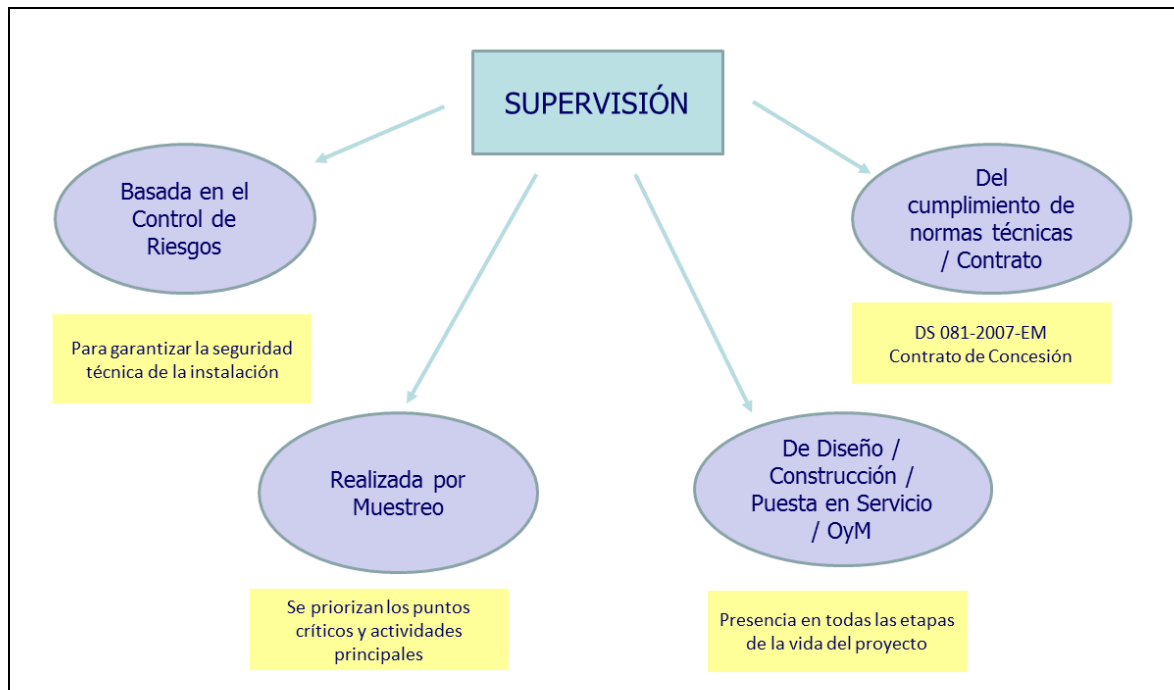 SUPERVISIÓN
Basada en el
Control de
Riesgos
Para garantizar la seguridad
técnica de la instalación
Realizada por
Muestreo
Se priorizan los puntos
críticos y actividades
principales
De Diseño /
Construcción /
Puesta en Servicio
/ OyM
Presencia en todas las etapas
de la vida del proyecto
Del
cumplimiento de
normas técnicas
/ Contrato
DS 081-2007-EM
Contrato de Concesión